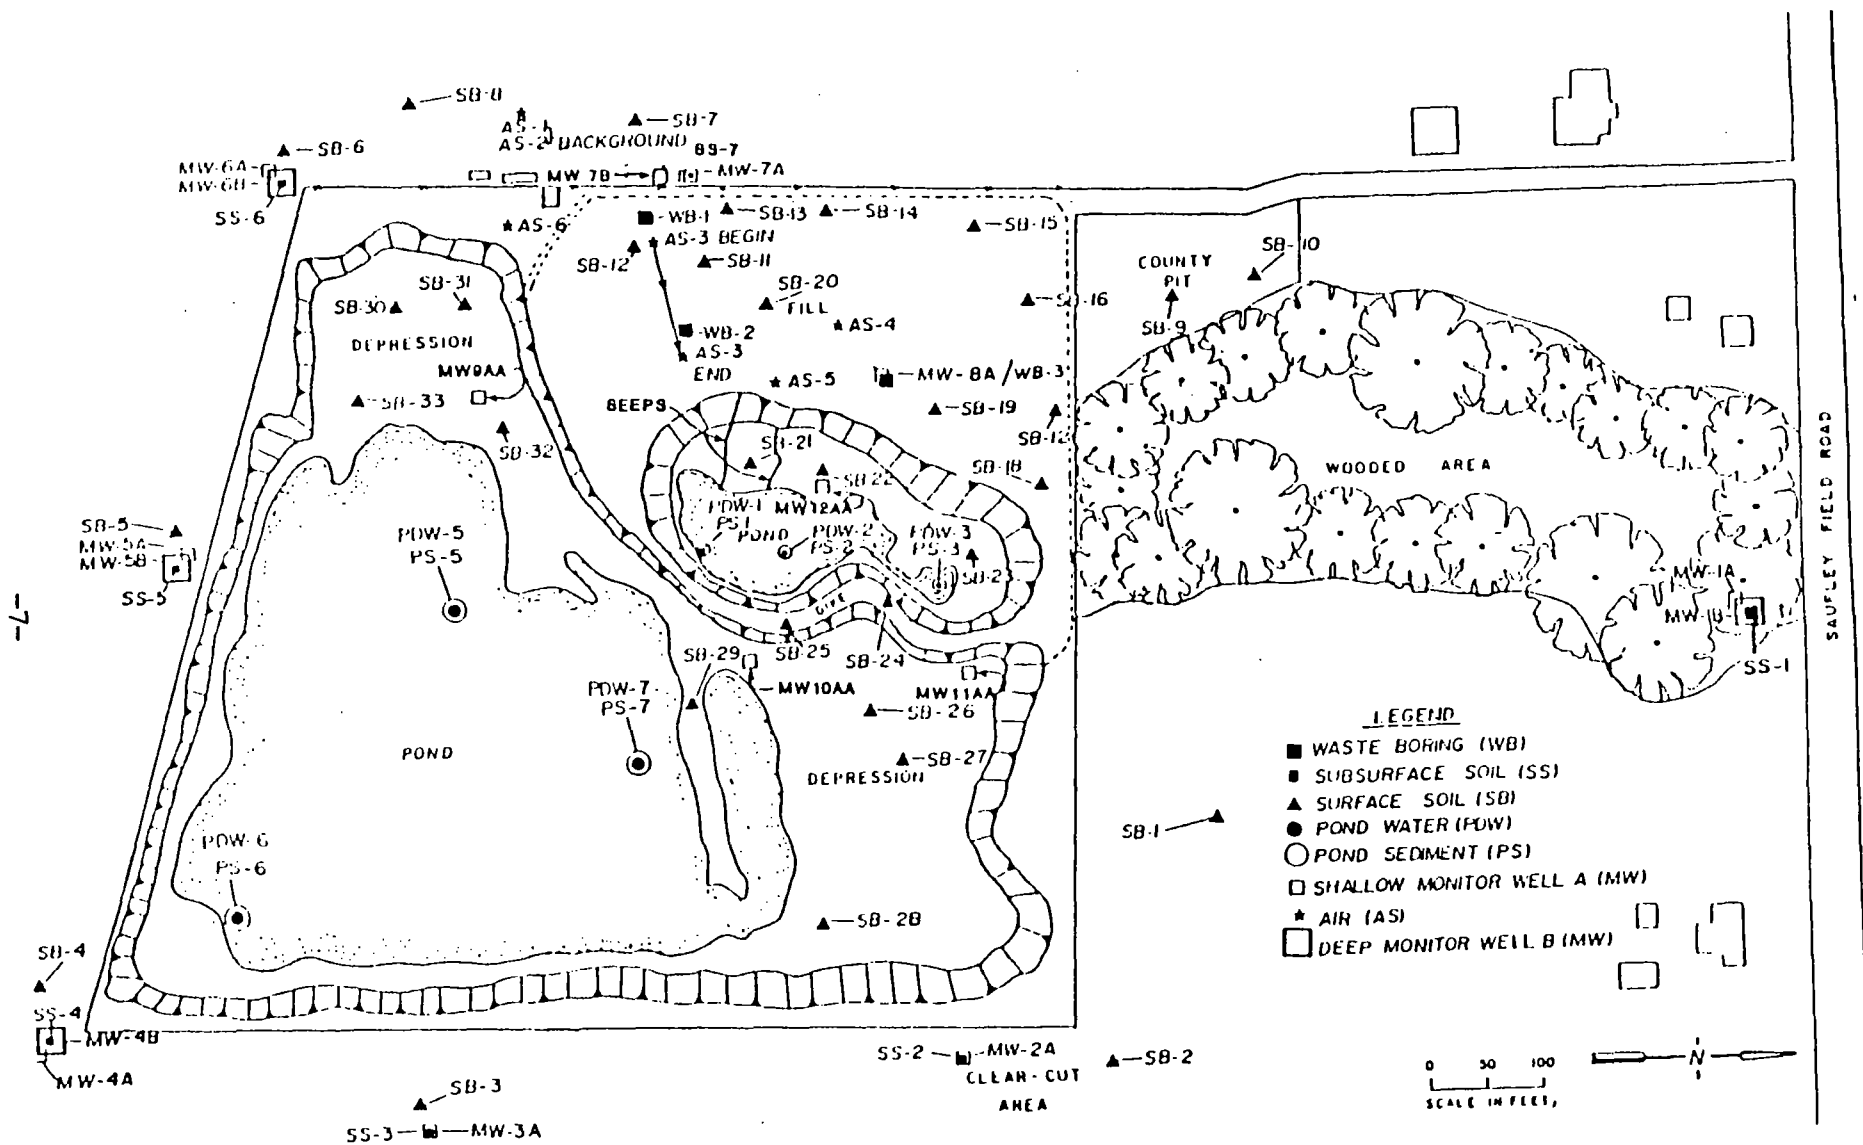 SB-8
AS-1
AS-2 BACKGROUND
SB-7
SS-7
SB-6
MW-6A
MW-6B
SS-6
MW 7B
MW-7A
AS-6
WB-1
SB-13
SB-14
SB-15
AS-3 BEGIN
SB-12
SB-11
SB-10
COUNTY
PIT
SB-31
SB-30
SB-20
FILL
SB-16
SB-9
AS-4
WB-2
DEPRESSION
AS-3
END
MW9AA
MW-8A/WB-3
AS-5
SB-33
SEEPS
SB-19
SB-12
SB-32
SB-21
SB-22
SB-18
WOODED AREA
SAUFLEY FIELD ROAD
PDW-1
PS-1
MW12AA
POND
PDW-2
PS-2
PDW-3
PS-3
SB-23
SB-5
MW-5A
MW-5B
SS-5
PDW-5
PS-5
MW-1A
MW-1B
SS-1
-7-
DIKE
SB-25
SB-24
SB-29
MW10AA
MW11AA
PDW-7
PS-7
SB-26
POND
SB-27
DEPRESSION
SB-1
PDW-6
PS-6
SB-28
LEGEND
WASTE BORING (WB)
SUBSURFACE SOIL (SS)
SURFACE SOIL (SB)
POND WATER (PDW)
POND SEDIMENT (PS)
SHALLOW MONITOR WELL A (MW)
AIR (AS)
DEEP MONITOR WELL B (MW)
SB-4
SS-4
MW-4B
MW-4A
SS-2
MW-2A
SB-2
CLEAR-CUT
AREA
SB-3
SS-3
MW-3A
N
0 50 100
SCALE IN FEET,